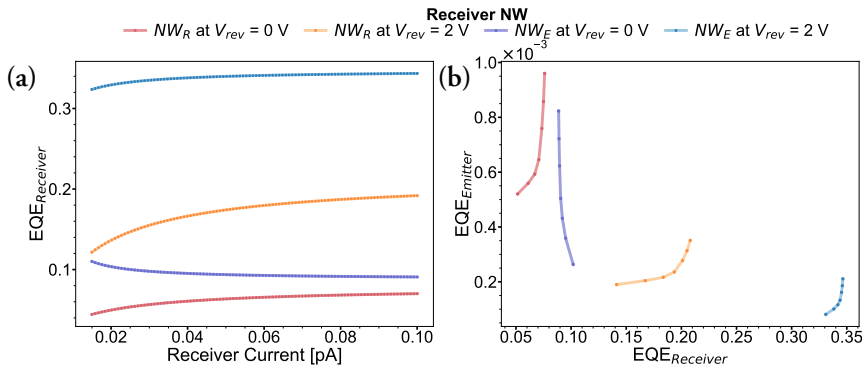 Receiver NW
NW_R at V_rev = 0 V NW_R at V_rev = 2 V NW_E at V_rev = 0 V NW_E at V_rev = 2 V
(a)
EQE_Receiver
0.3
0.2
0.1
0.02 0.04 0.06 0.08 0.10
Receiver Current [pA]
(b)
×10⁻³
EQE_Emitter
1.0
0.8
0.6
0.4
0.2
0.05 0.10 0.15 0.20 0.25 0.30 0.35
EQE_Receiver